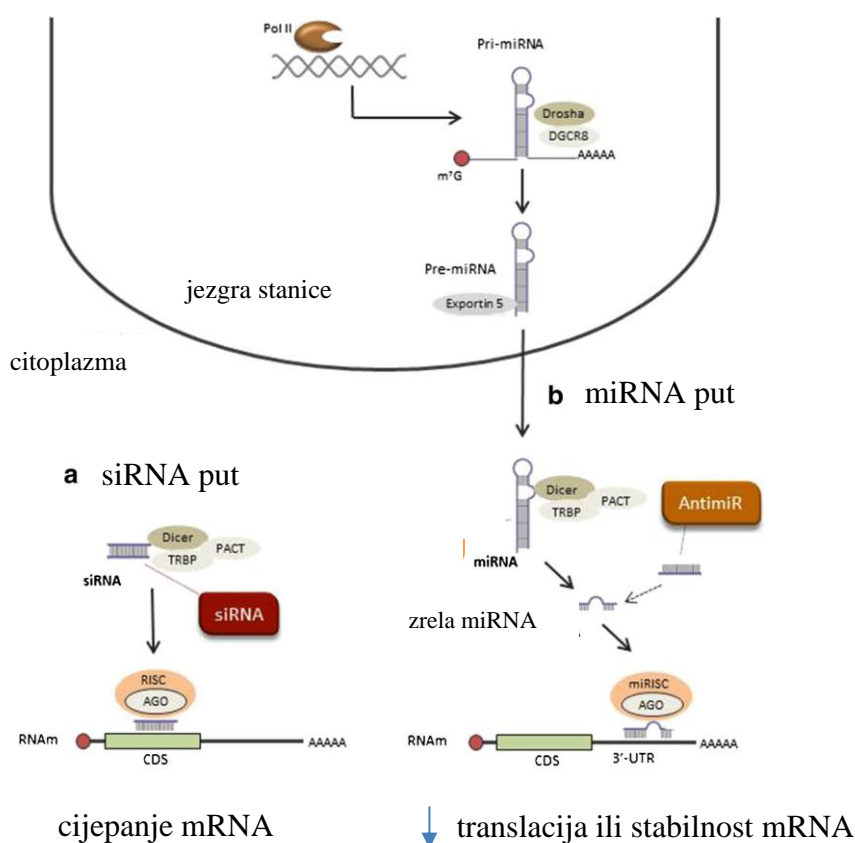 Pol II
Pri-miRNA
Drosha
DGCR8
AAAAA
m⁷G
Pre-miRNA
Exportin 5
jezgra stanice
citoplazma
b miRNA put
a siRNA put
Dicer
TRBP
PACT
siRNA
siRNA
RISC
AGO
RNAm
CDS
AAAAA
cijepanje mRNA
Dicer
TRBP
PACT
AntimiR
miRNA
zrela miRNA
miRISC
AGO
RNAm
CDS
3'-UTR
AAAAA
translacija ili stabilnost mRNA